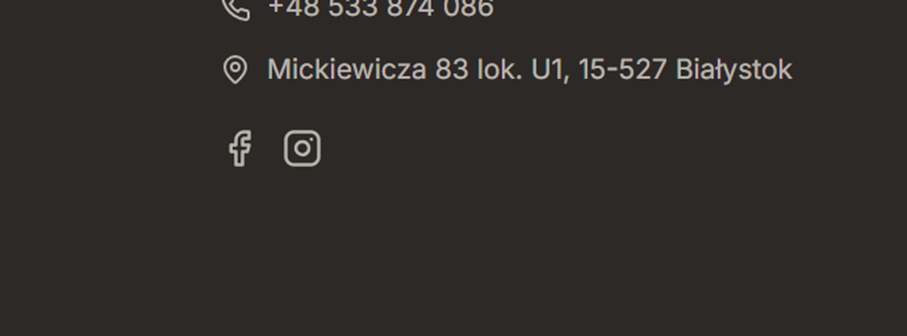 +48 533 874 086
Mickiewicza 83 lok. U1, 15-527 Białystok